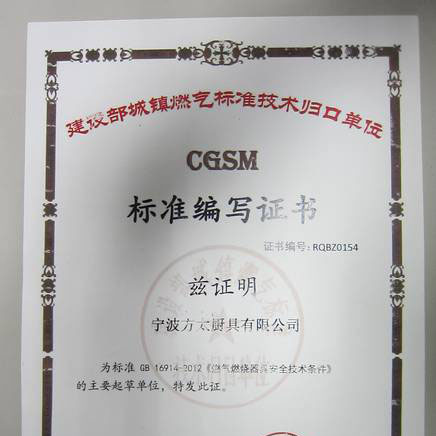 建设部城镇燃气标准技术归口单位
CGSM
标准编写证书
证书编号: RQBZ0154
兹证明
宁波方太厨具有限公司
为标准 GB 16914-2012《燃气燃烧器具安全技术条件》
的主要起草单位，特发此证。